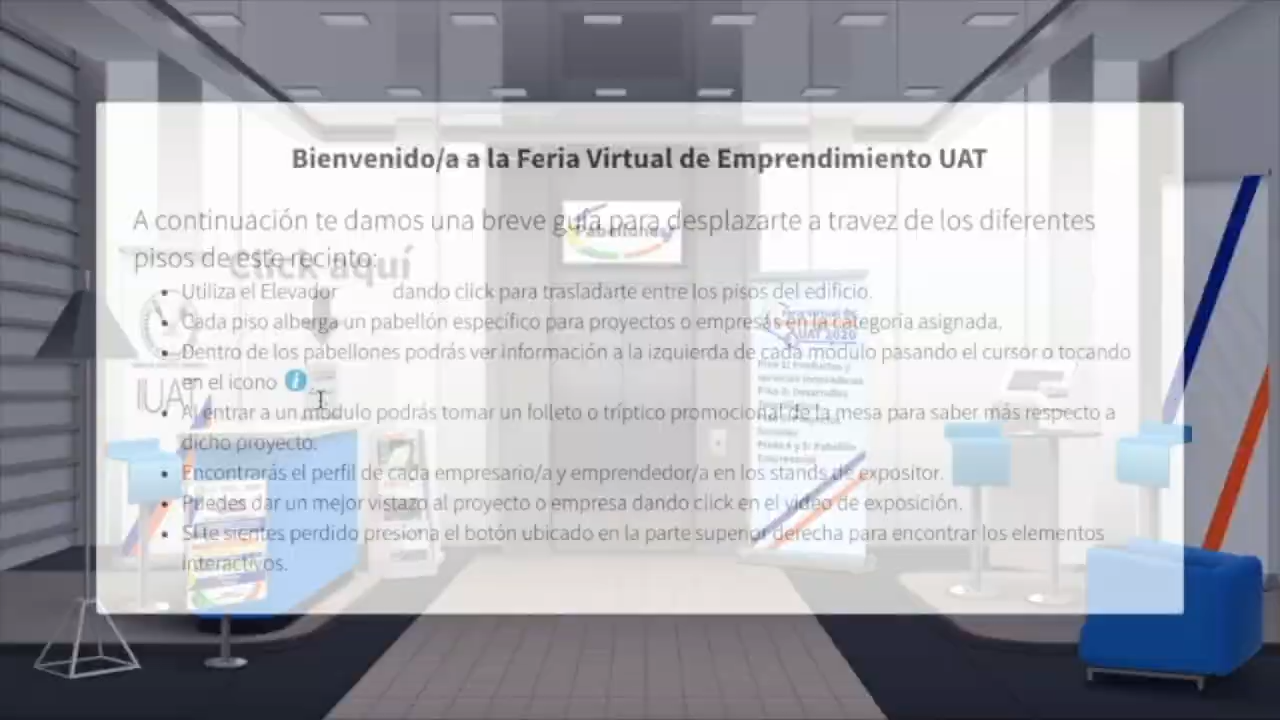 Bienvenido/a a la Feria Virtual de Emprendimiento UAT
A continuación te damos una breve guía para desplazarte a travez de los diferentes
pisos de este recinto:
Click aquí
Pabellones
• Utiliza el Elevador dando click para trasladarte entre los pisos del edificio.
• Cada piso alberga un pabellón específico para proyectos o empresas en la categoría asignada.
• Dentro de los pabellones podrás ver información a la izquierda de cada modulo pasando el cursor o tocando
en el icono i
• Al entrar a un módulo podrás tomar un folleto o tríptico promocional de la mesa para saber más respecto a
dicho proyecto.
• Encontrarás el perfil de cada empresario/a y emprendedor/a en los stands de expositor.
• Puedes dar un mejor vistazo al proyecto o empresa dando click en el video de exposición.
• Si te sientes perdido presiona el botón ubicado en la parte superior derecha para encontrar los elementos
interactivos.
UAT
UAT 2020
Piso 1: Productos y